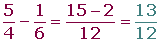 5/4 - 1/6 = (15 - 2)/12 = 13/12